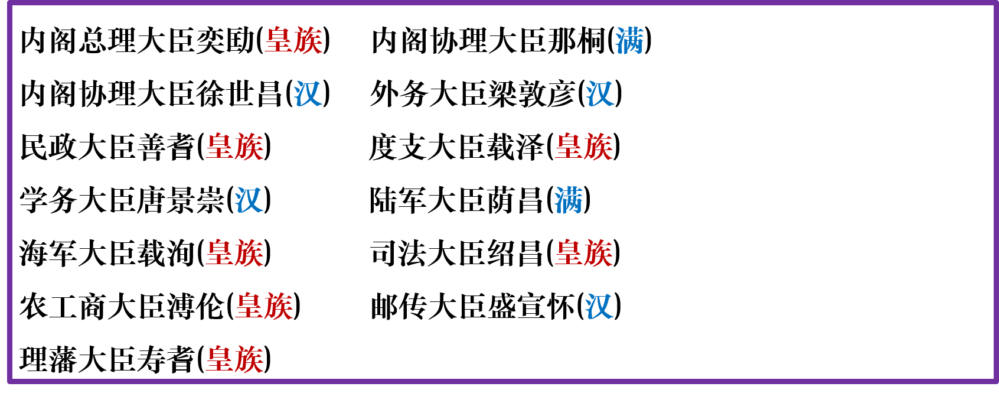 内阁总理大臣奕劻(皇族) 内阁协理大臣那桐(满)
内阁协理大臣徐世昌(汉) 外务大臣梁敦彦(汉)
民政大臣善耆(皇族) 度支大臣载泽(皇族)
学务大臣唐景崇(汉) 陆军大臣荫昌(满)
海军大臣载洵(皇族) 司法大臣绍昌(皇族)
农工商大臣溥伦(皇族) 邮传大臣盛宣怀(汉)
理藩大臣寿耆(皇族)